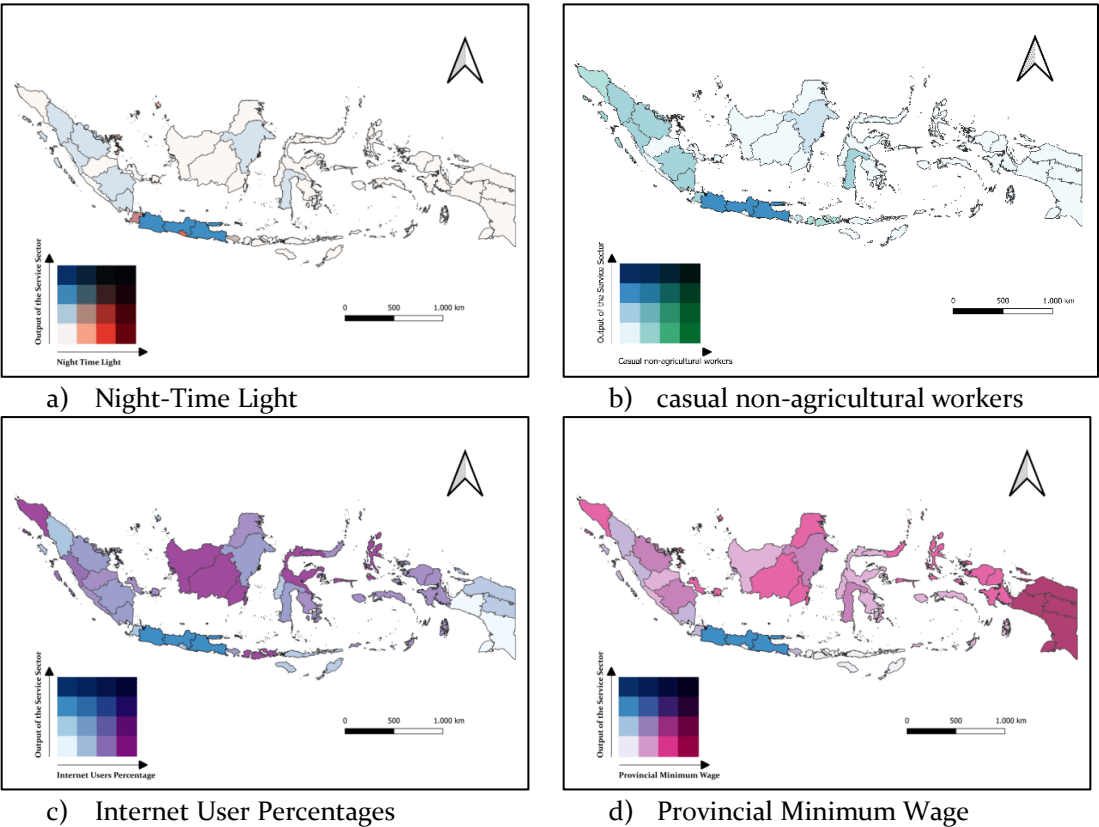 Output of the Service Sector
Night Time Light
0 500 1.000 km
a) Night-Time Light
Output of the Service Sector
Casual non-agricultural workers
0 500 1.000 km
b) casual non-agricultural workers
Output of the Service Sector
Internet Users Percentage
0 500 1.000 km
c) Internet User Percentages
Output of the Service Sector
Provincial Minimum Wage
0 500 1.000 km
d) Provincial Minimum Wage